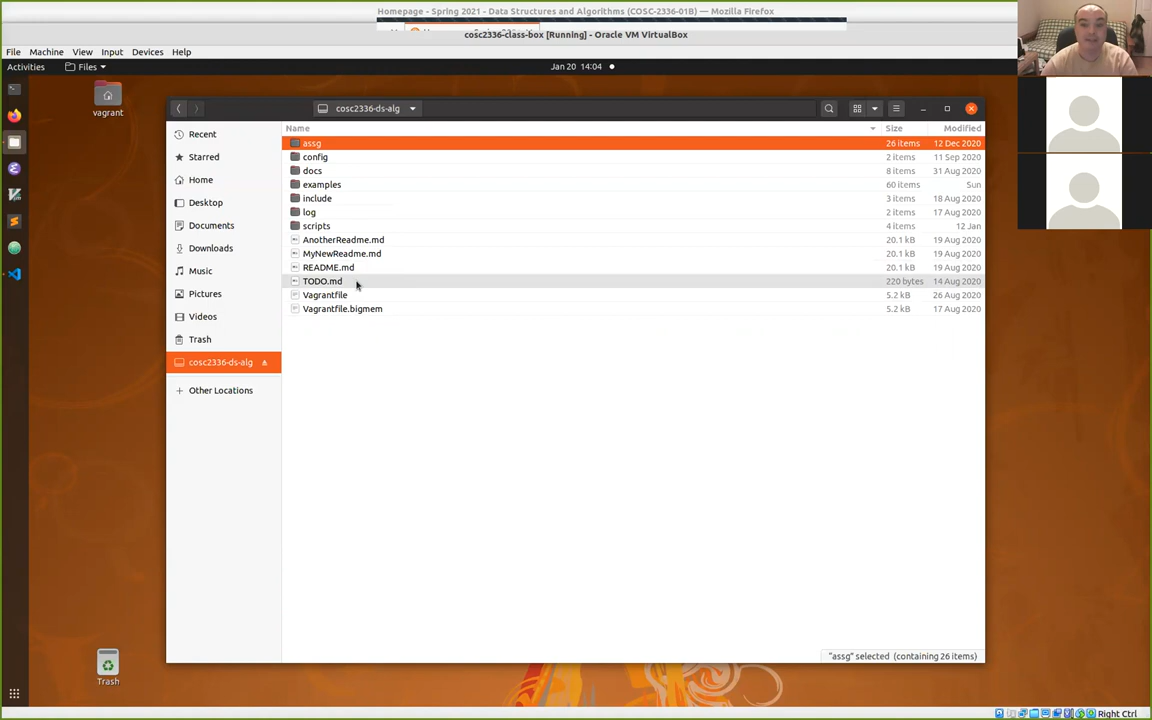 Homepage - Spring 2021 - Data Structures and Algorithms (COSC-2336-01B) — Mozilla Firefox
cosc2336-class-box [Running] - Oracle VM VirtualBox
File Machine View Input Devices Help
Activities Files Jan 20 14:04
vagrant
cosc2336-ds-alg
Name Size Modified
Recent
Starred
Home
Desktop
Documents
Downloads
Music
Pictures
Videos
Trash
cosc2336-ds-alg
+ Other Locations
assg 26 items 12 Dec 2020
config 2 items 11 Sep 2020
docs 8 items 31 Aug 2020
examples 60 items Sun
include 3 items 18 Aug 2020
log 2 items 17 Aug 2020
scripts 4 items 12 Jan
AnotherReadme.md 20.1 kB 19 Aug 2020
MyNewReadme.md 20.1 kB 19 Aug 2020
README.md 20.1 kB 19 Aug 2020
TODO.md 220 bytes 14 Aug 2020
Vagrantfile 5.2 kB 26 Aug 2020
Vagrantfile.bigmem 5.2 kB 17 Aug 2020
"assg" selected (containing 26 items)
Trash
Right Ctrl